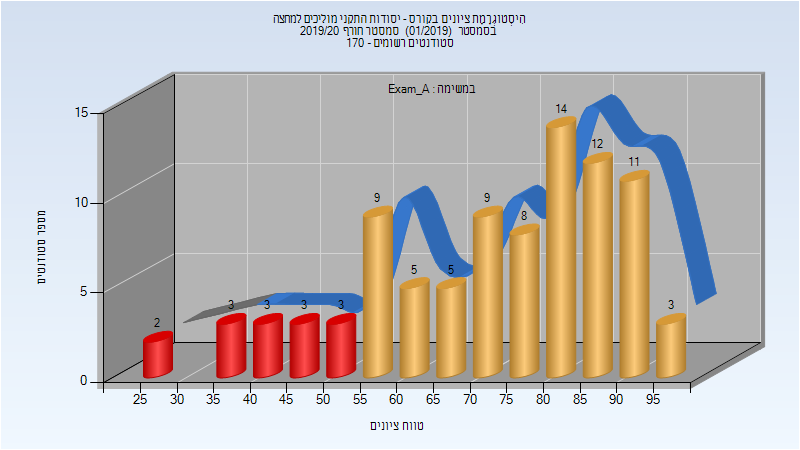 היסטוגרמת ציונים בקורס - יסודות התקני מוליכים למחצה
בסמסטר (01/2019) סמסטר חורף 2019/20
סטודנטים רשומים - 170
במשימה : Exam_A
מספר סטודנטים
15
10
5
0
2
3
3
3
3
9
5
5
9
8
14
12
11
3
25 30 35 40 45 50 55 60 65 70 75 80 85 90 95
טווח ציונים